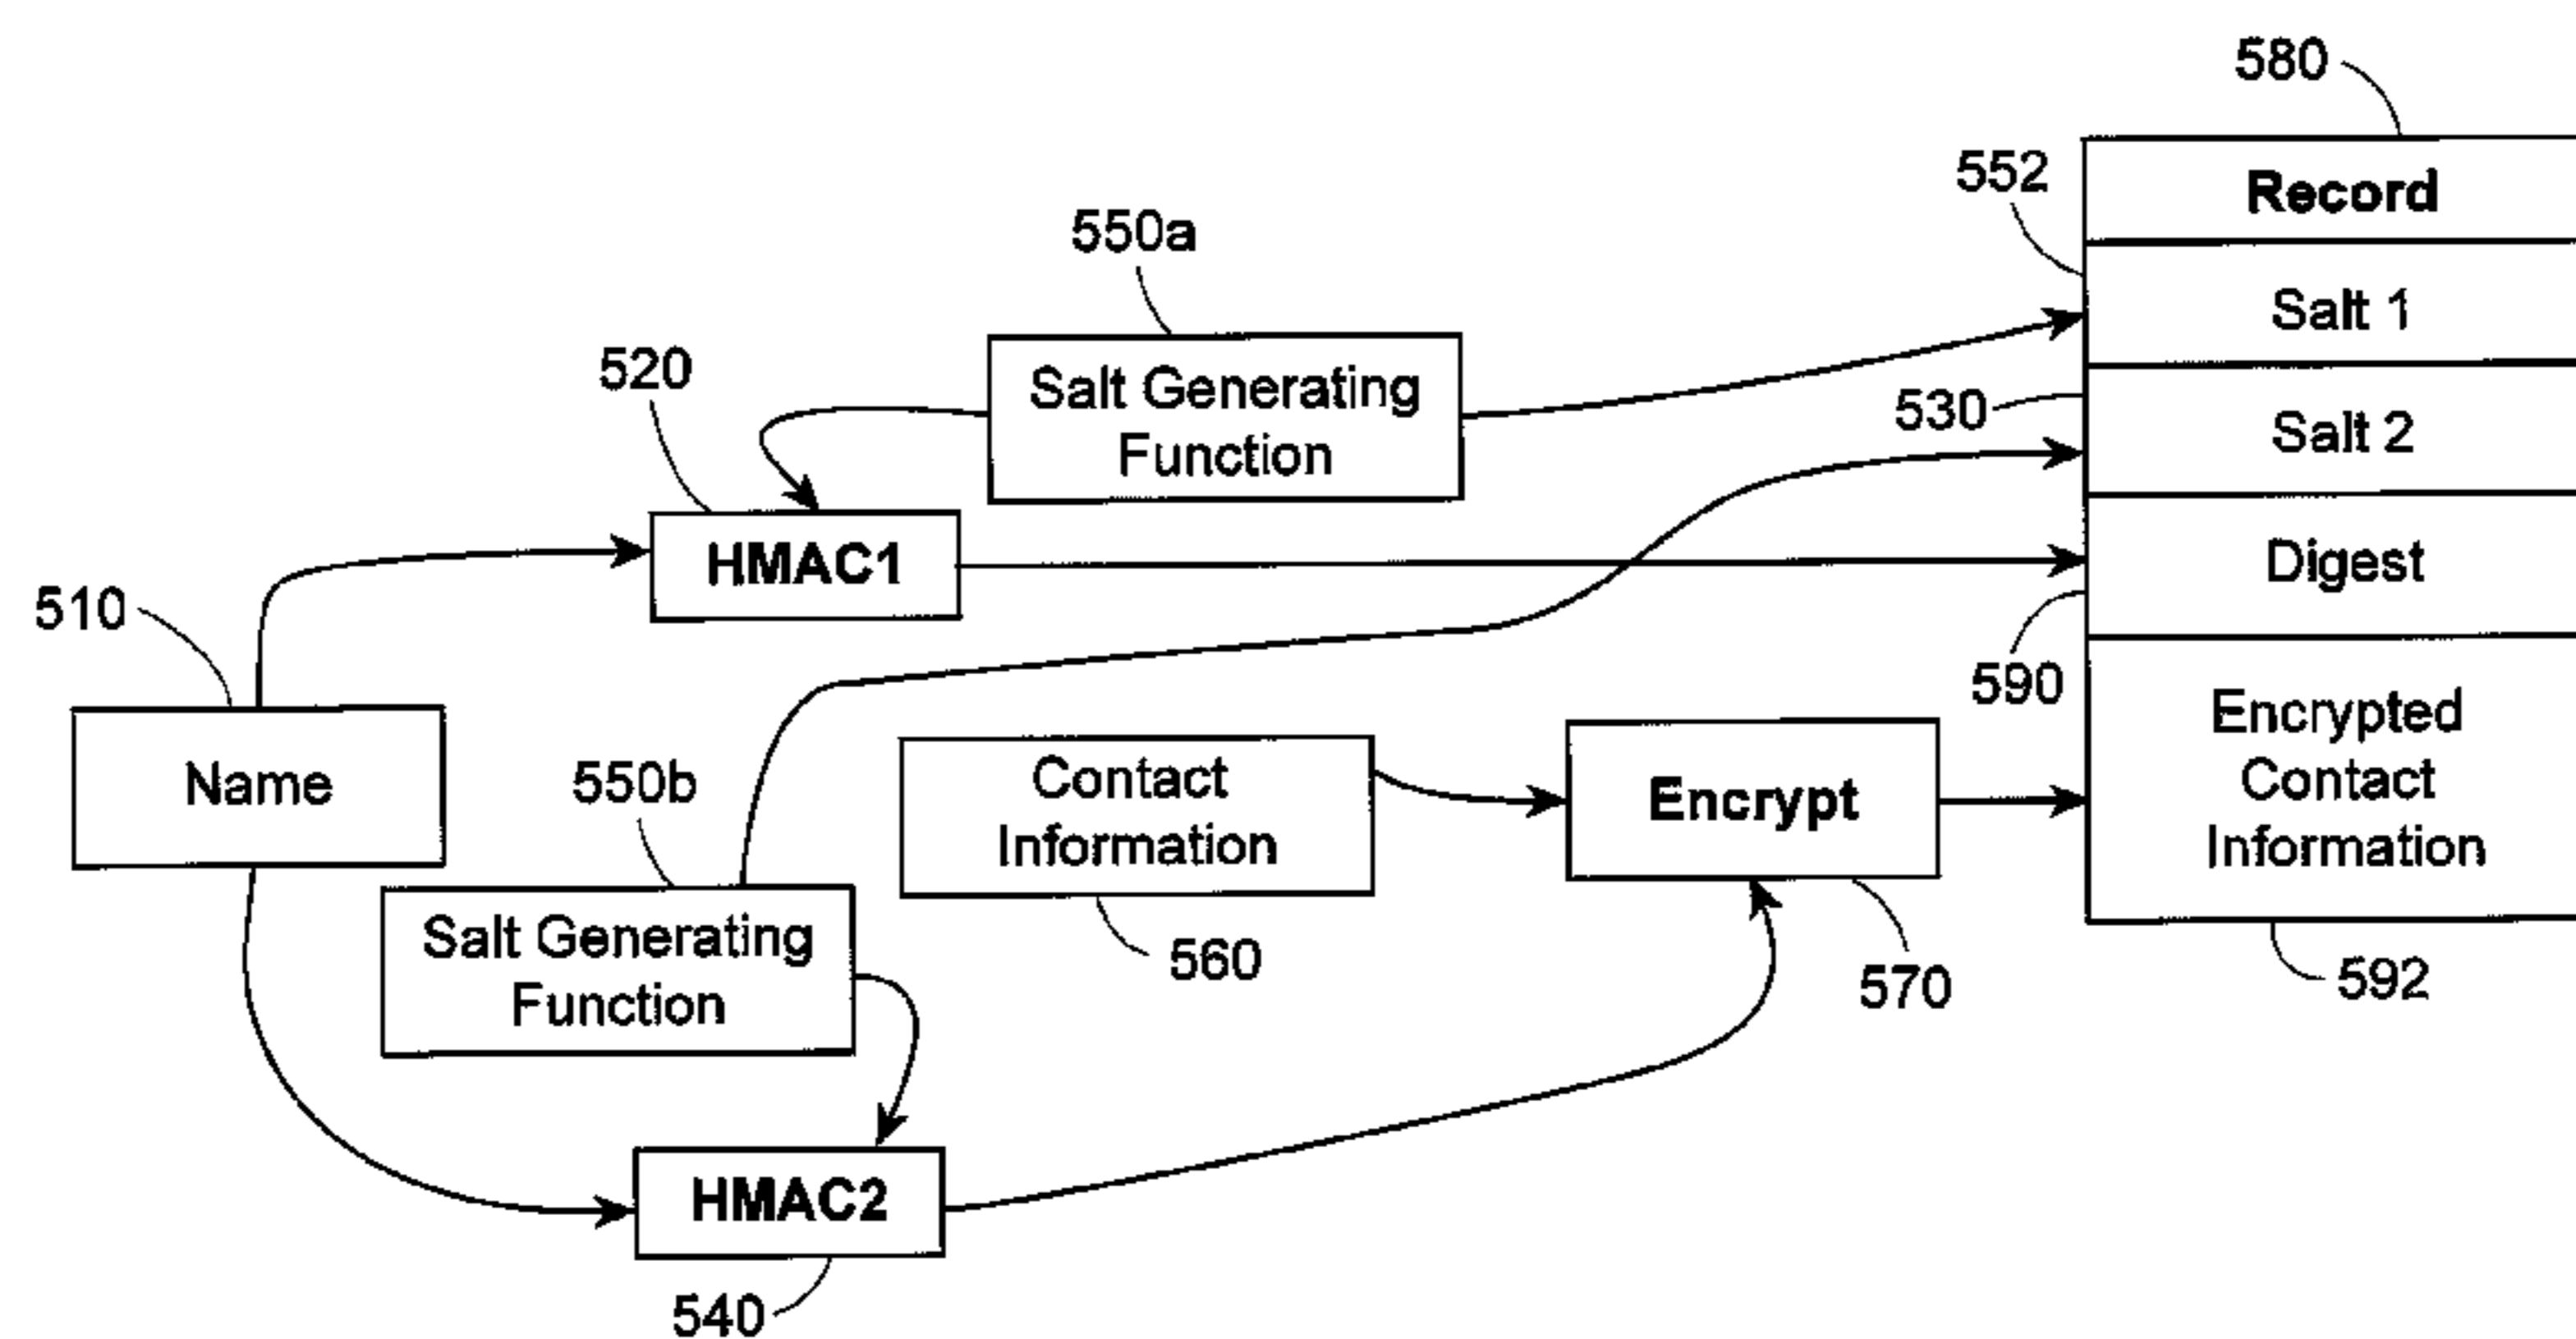 580
552
Record
550a
Salt 1
520
Salt Generating
Function
530
Salt 2
HMAC1
Digest
510
590
Name
550b
Contact
Information
Encrypt
Encrypted
Contact
Information
Salt Generating
Function
560
570
592
HMAC2
540